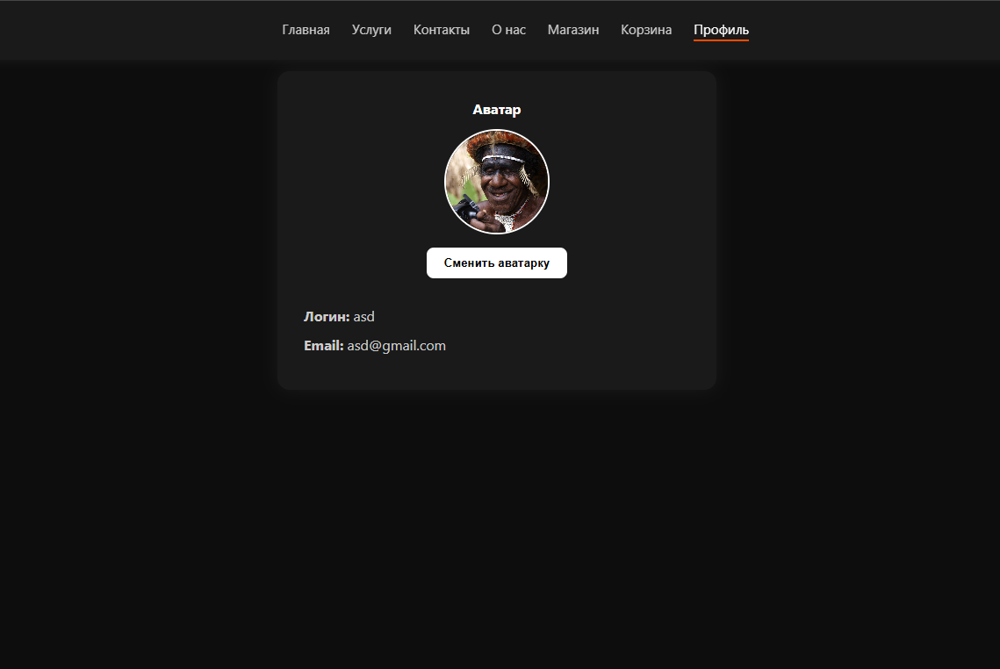 Главная Услуги Контакты О нас Магазин Корзина Профиль
Аватар
Сменить аватарку
Логин: asd
Email: asd@gmail.com